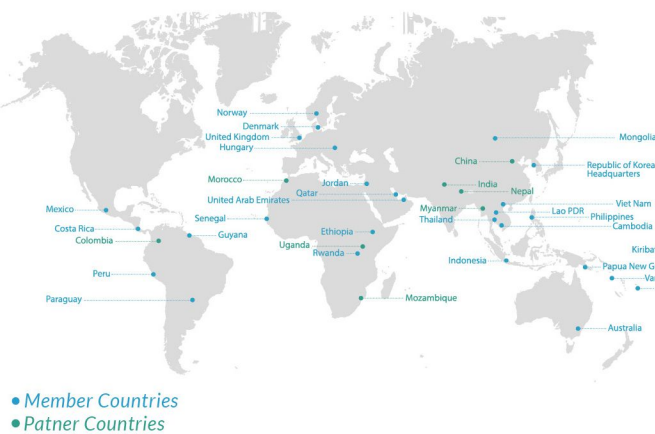 Norway
Denmark
United Kingdom
Hungary
Mongolia
China
Republic of Korea
Headquarters
Morocco
Jordan
India
Qatar
Nepal
United Arab Emirates
Mexico
Senegal
Myanmar
Viet Nam
Lao PDR
Thailand
Philippines
Cambodia
Costa Rica
Colombia
Guyana
Ethiopia
Uganda
Rwanda
Kiriba
Indonesia
Papua New G
Peru
Va
Paraguay
Mozambique
Australia
Member Countries
Patner Countries